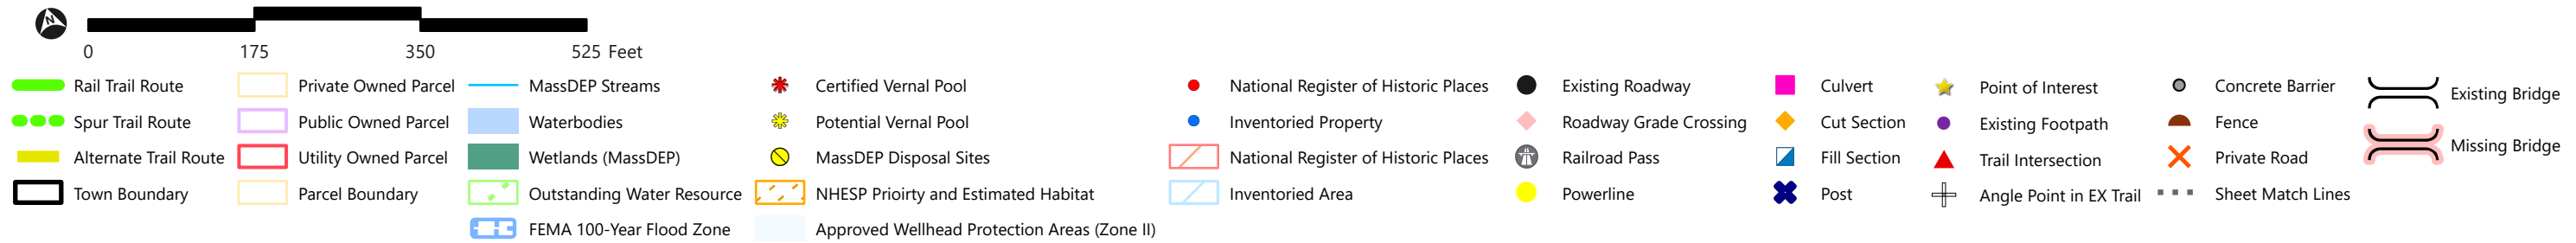 N
0 175 350 525 Feet
Rail Trail Route Private Owned Parcel MassDEP Streams Certified Vernal Pool National Register of Historic Places Existing Roadway Culvert Point of Interest Concrete Barrier Existing Bridge
Spur Trail Route Public Owned Parcel Waterbodies Potential Vernal Pool Inventoried Property Roadway Grade Crossing Cut Section Existing Footpath Fence
Alternate Trail Route Utility Owned Parcel Wetlands (MassDEP) MassDEP Disposal Sites National Register of Historic Places Railroad Pass Fill Section Trail Intersection Private Road Missing Bridge
Town Boundary Parcel Boundary Outstanding Water Resource NHESP Prioirty and Estimated Habitat Inventoried Area Powerline Post Angle Point in EX Trail Sheet Match Lines
FEMA 100-Year Flood Zone Approved Wellhead Protection Areas (Zone II)